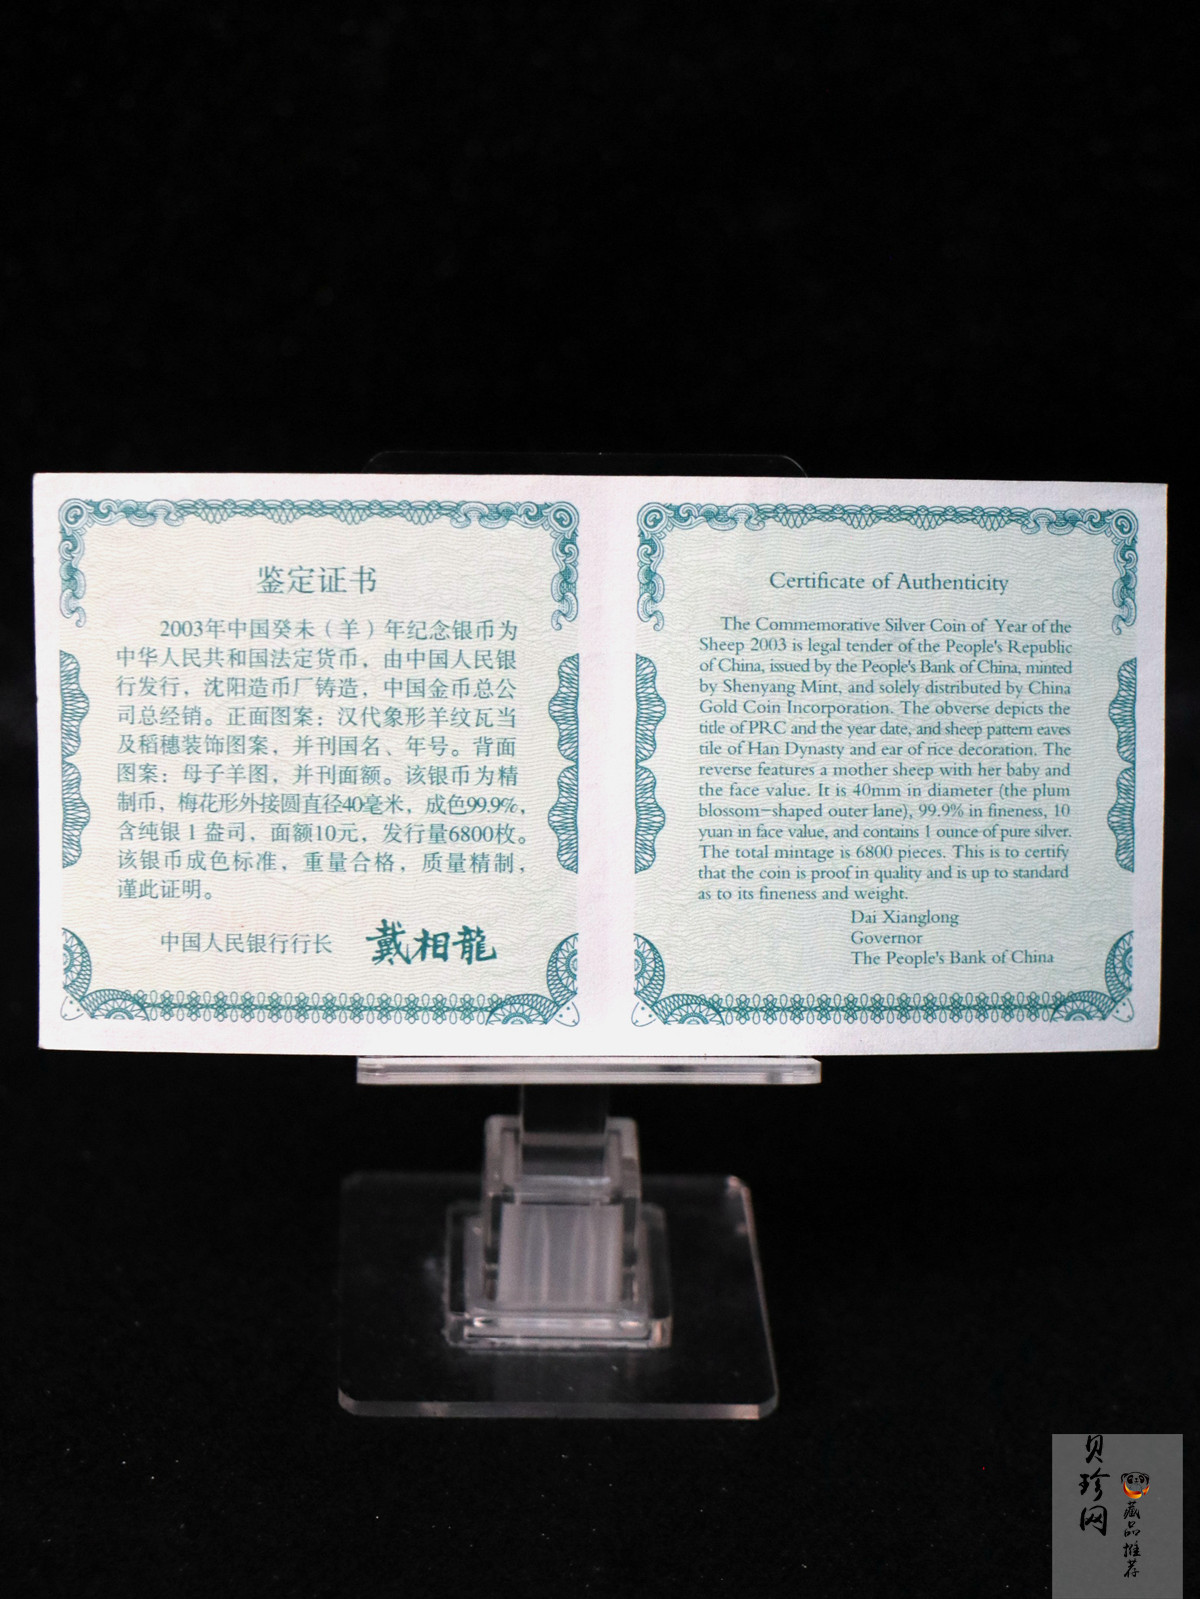 鉴定证书
2003年中国癸未（羊）年纪念银币为
中华人民共和国法定货币，由中国人民银
行发行，沈阳造币厂铸造，中国金币总公
司总经销。正面图案：汉代象形羊纹瓦当
及稻穗装饰图案，并刊国名、年号。背面
图案：母子羊图，并刊面额。该银币为精
制币，梅花形外接圆直径40毫米，成色99.9%，
含纯银1盎司，面额10元，发行量6800枚。
该银币成色标准，重量合格，质量精制，
谨此证明。
中国人民银行行长 戴相龍
Certificate of Authenticity
The Commemorative Silver Coin of Year of the
Sheep 2003 is legal tender of the People's Republic
of China, issued by the People's Bank of China, minted
by Shenyang Mint, and solely distributed by China
Gold Coin Incorporation. The obverse depicts the
title of PRC and the year date, and sheep pattern eaves
tile of Han Dynasty and ear of rice decoration. The
reverse features a mother sheep with her baby and
the face value. It is 40mm in diameter (the plum
blossom-shaped outer lane), 99.9% in fineness, 10
yuan in face value, and contains 1 ounce of pure silver.
The total mintage is 6800 pieces. This is to certify
that the coin is proof in quality and is up to standard
as to its fineness and weight.
Dai Xianglong
Governor
The People's Bank of China
贝珍网
藏品推荐